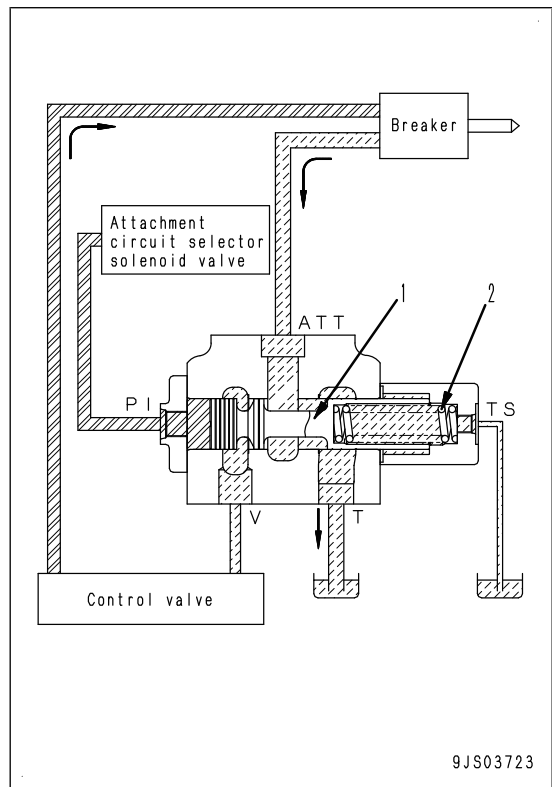 Breaker
Attachment
circuit selector
solenoid valve
1
2
ATT
PI
TS
V
T
Control valve
9JS03723